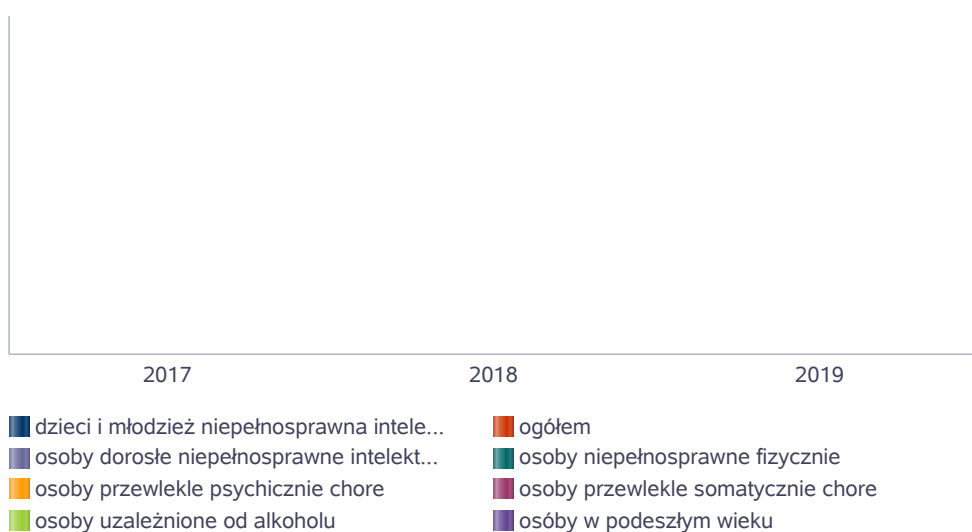 2017 2018 2019
dzieci i młodzież niepełnosprawna intele... ogółem
osoby dorosłe niepełnosprawne intelekt... osoby niepełnosprawne fizycznie
osoby przewlekle psychicznie chore osoby przewlekle somatycznie chore
osoby uzależnione od alkoholu osóby w podeszłym wieku